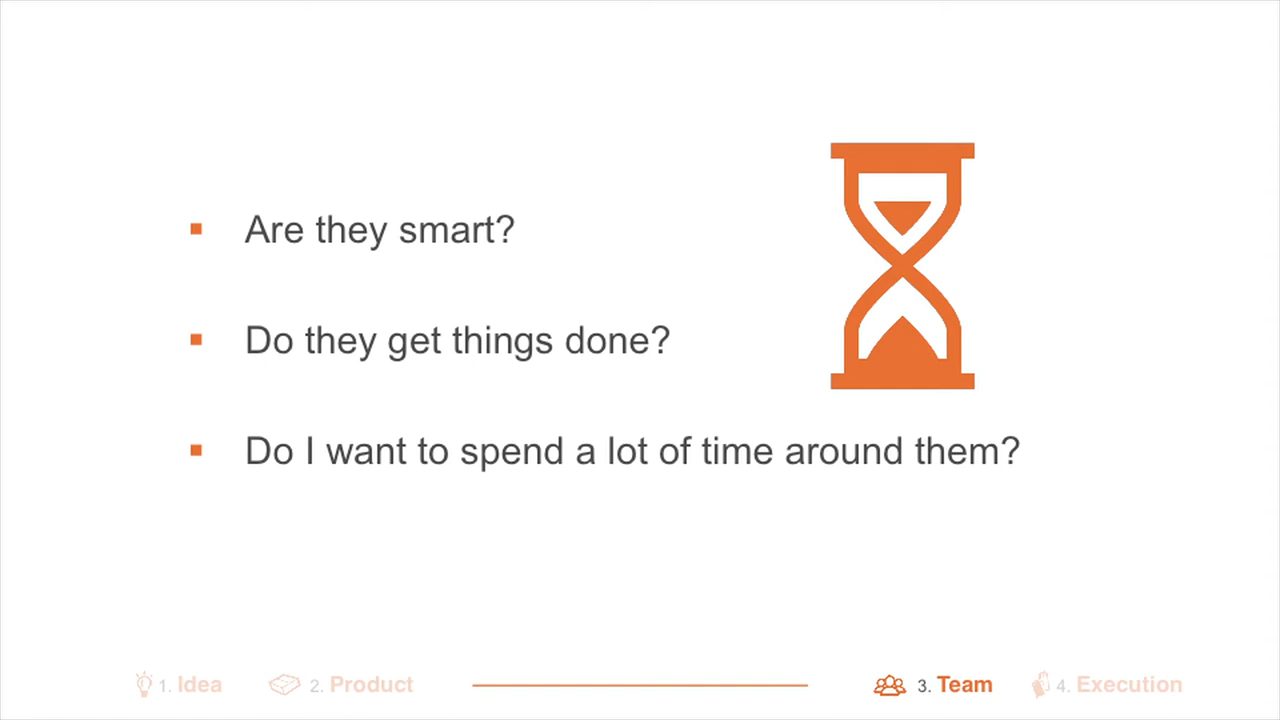 Are they smart?
Do they get things done?
Do I want to spend a lot of time around them?
1. Idea 2. Product 3. Team 4. Execution